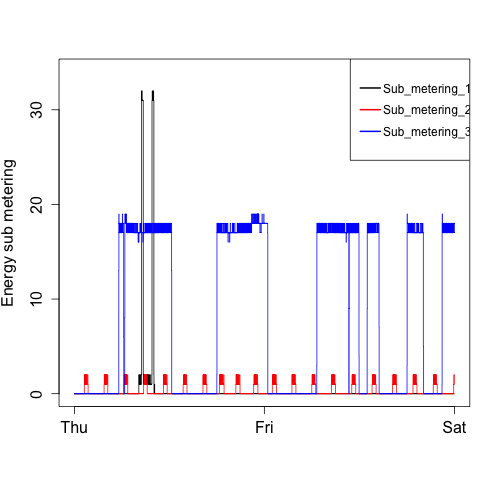 Energy sub metering
30
20
10
0
Thu
Fri
Sat
Sub_metering_1
Sub_metering_2
Sub_metering_3